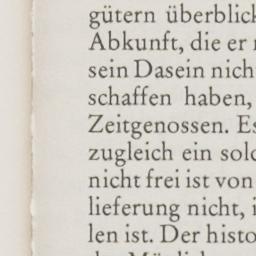 gütern überblick
Abkunft, die er
sein Dasein nich
schaffen haben,
Zeitgenossen. Es
zugleich ein solc
nicht frei ist von
lieferung nicht, i
len ist. Der histo